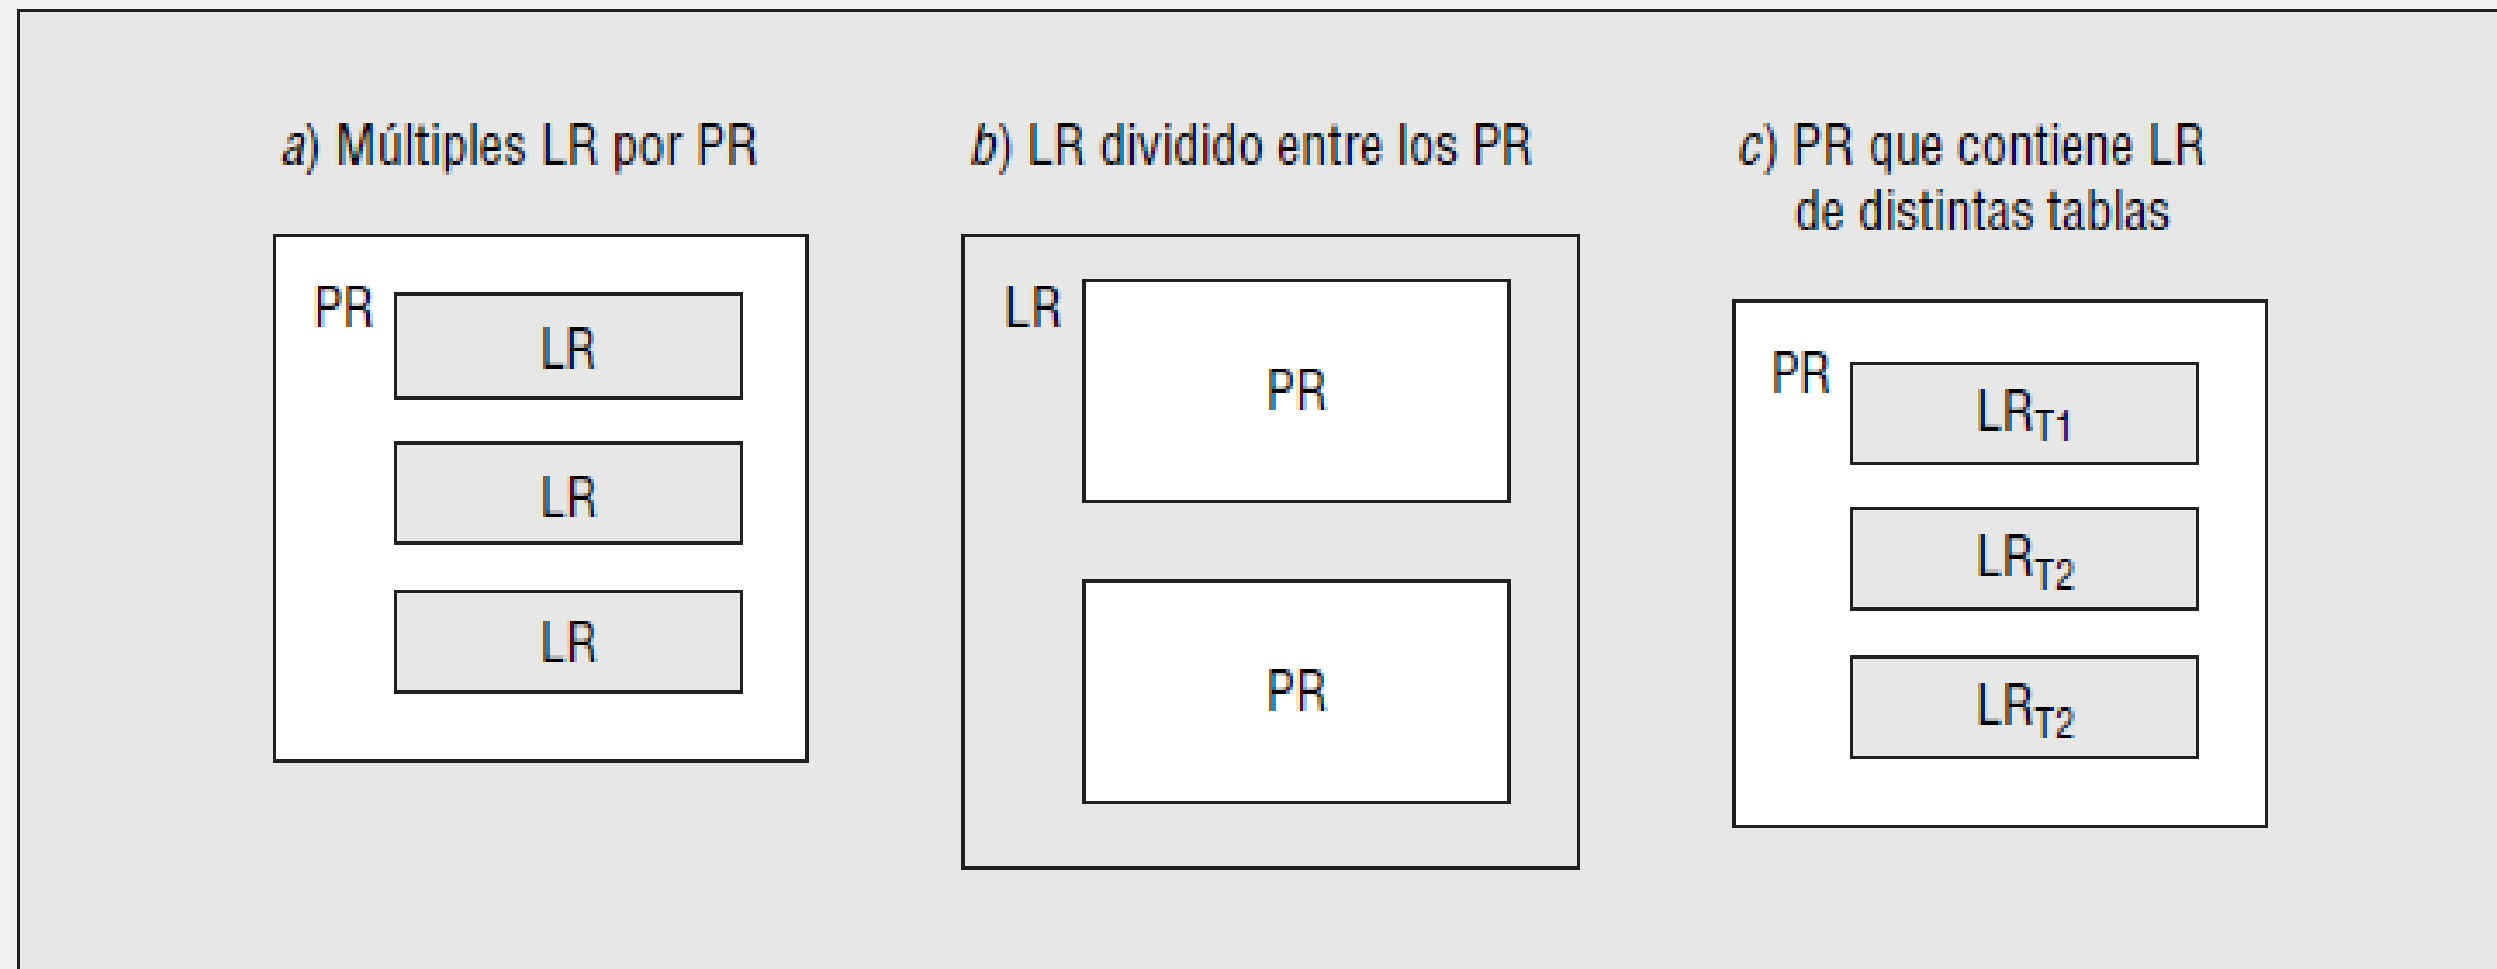 a) Múltiples LR por PR
PR
LR
LR
LR
b) LR dividido entre los PR
LR
PR
PR
c) PR que contiene LR
de distintas tablas
PR
LRT1
LRT2
LRT2